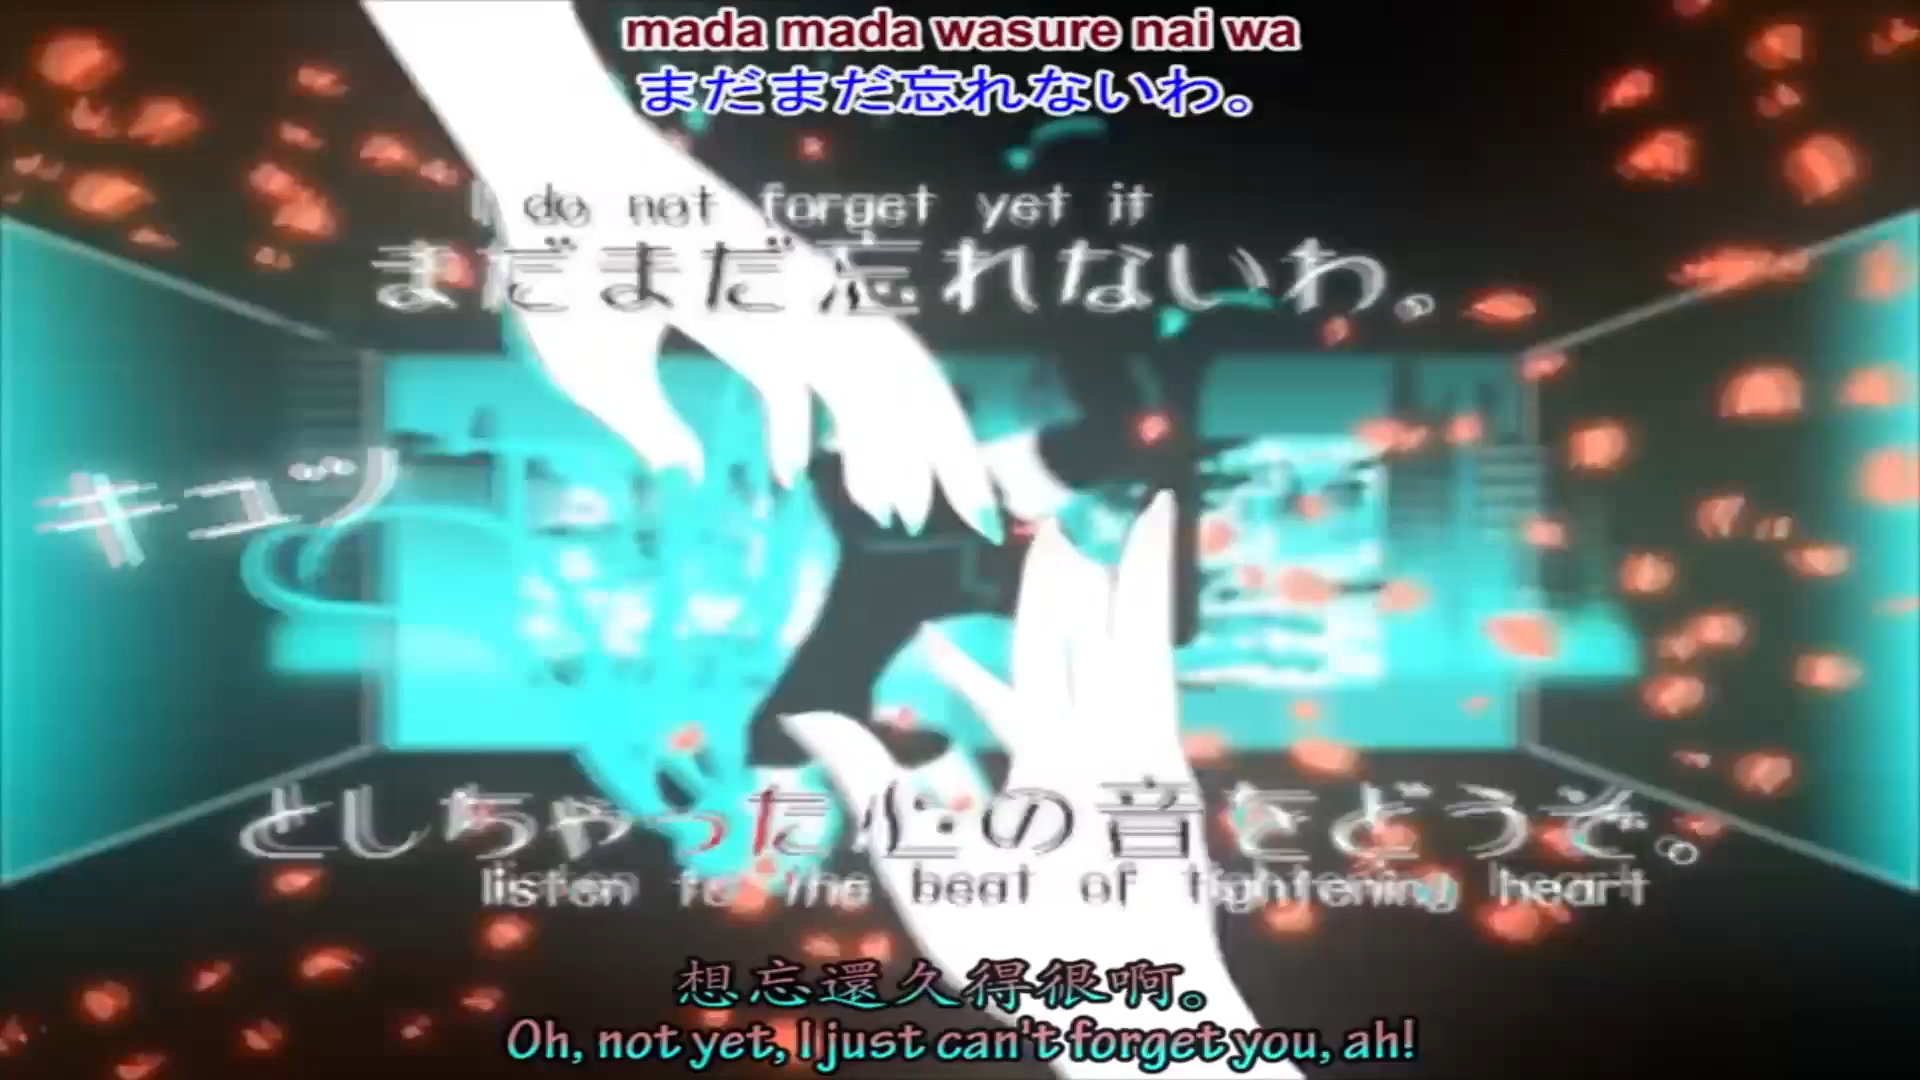 mada mada wasure nai wa
まだまだ忘れないわ。
I do not forget yet it
まだまだ忘れないわ。
キュッ
としちゃった心の音をどうぞ。
listen to the beat of tightening heart
想忘還久得很啊。
Oh, not yet, I just can't forget you, ah!